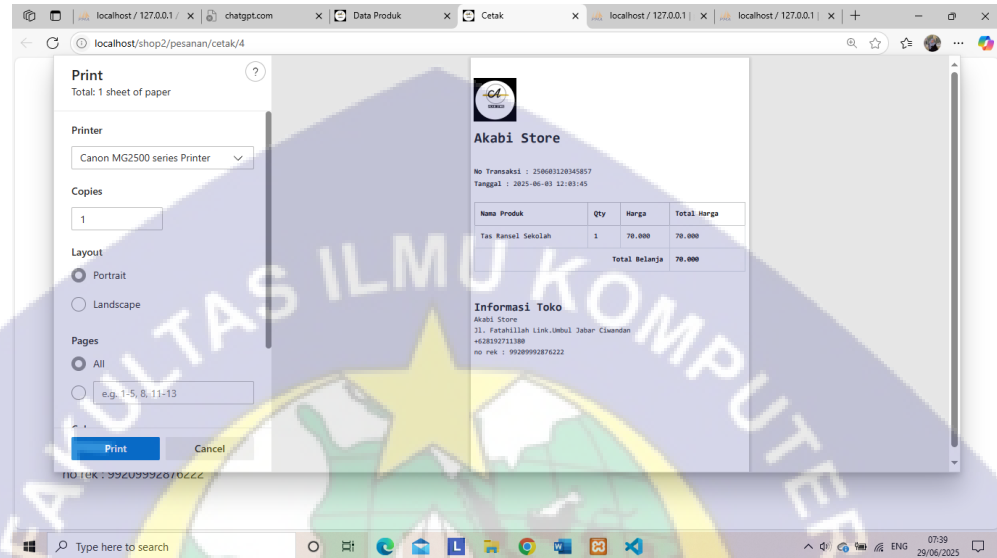 localhost / 127.0.0.1 /
chatgpt.com
Data Produk
Cetak
localhost / 127.0.0.1 |
localhost / 127.0.0.1 |
localhost/shop2/pesanan/cetak/4
Print
?
Total: 1 sheet of paper
Printer
Canon MG2500 series Printer
Copies
1
Layout
Portrait
Landscape
Pages
All
e.g. 1-5, 8, 11-13
Print
Cancel
Akabi Store
No Transaksi : 250603120345857
Tanggal : 2025-06-03 12:03:45
Nama Produk Qty Harga Total Harga
Tas Ransel Sekolah 1 70.000 70.000
Total Belanja 70.000
Informasi Toko
Akabi Store
Jl. Fatahillah Link.Umbul Jabar Ciwandan
+628192711380
no rek : 99209992876222
no rek : 99209992876222
FAKULTAS ILMU KOMPUTER
Type here to search
ENG
07:39
29/06/2025